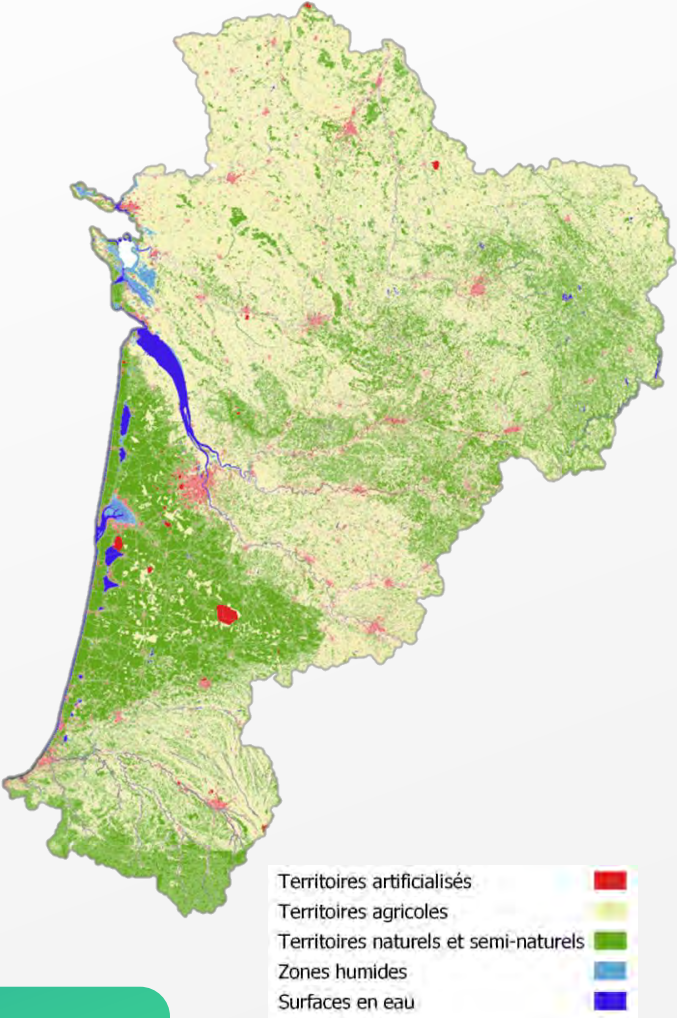 Territoires artificialisés
Territoires agricoles
Territoires naturels et semi-naturels
Zones humides
Surfaces en eau